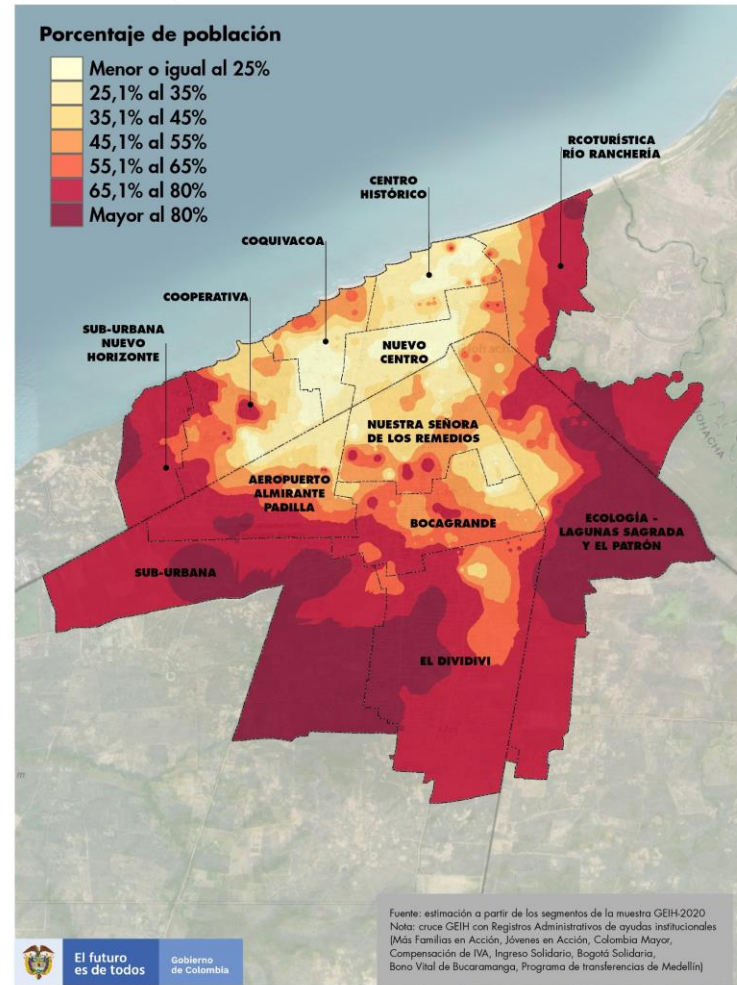 Porcentaje de población
Menor o igual al 25%
25,1% al 35%
35,1% al 45%
45,1% al 55%
55,1% al 65%
65,1% al 80%
Mayor al 80%
RCOTURÍSTICA
RÍO RANCHERÍA
CENTRO
HISTÓRICO
COQUIVACOA
COOPERATIVA
SUB-URBANA
NUEVO
HORIZONTE
NUEVO
CENTRO
NUESTRA SEÑORA
DE LOS REMEDIOS
AEROPUERTO
ALMIRANTE
PADILLA
BOCAGRANDE
ECOLOGÍA -
LAGUNAS SAGRADA
Y EL PATRÓN
SUB-URBANA
EL DIVIDIVI
Fuente: estimación a partir de los segmentos de la muestra GEIH-2020
Nota: cruce GEIH con Registros Administrativos de ayudas institucionales
(Más Familias en Acción, Jóvenes en Acción, Colombia Mayor,
Compensación de IVA, Ingreso Solidario, Bogotá Solidaria,
Bono Vital de Bucaramanga, Programa de transferencias de Medellín)
El futuro
es de todos
Gobierno
de Colombia